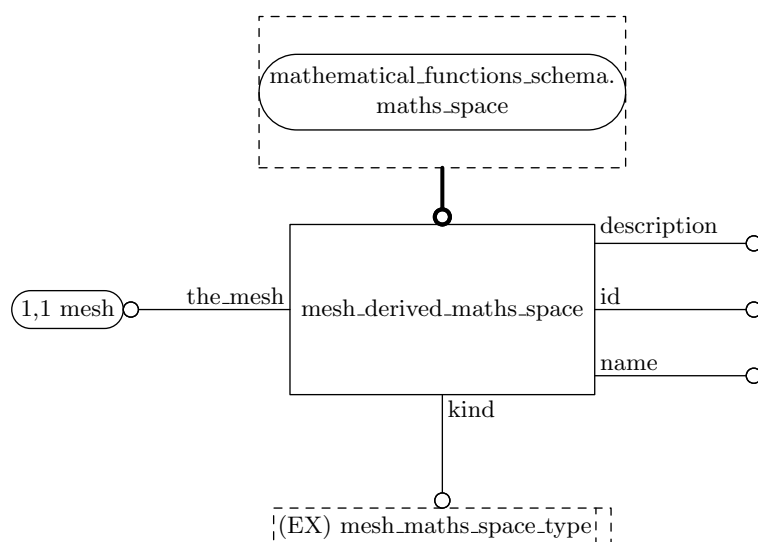 mathematical_functions_schema.
maths_space
description
the_mesh
id
1,1 mesh
mesh_derived_maths_space
name
kind
(EX) mesh_maths_space_type